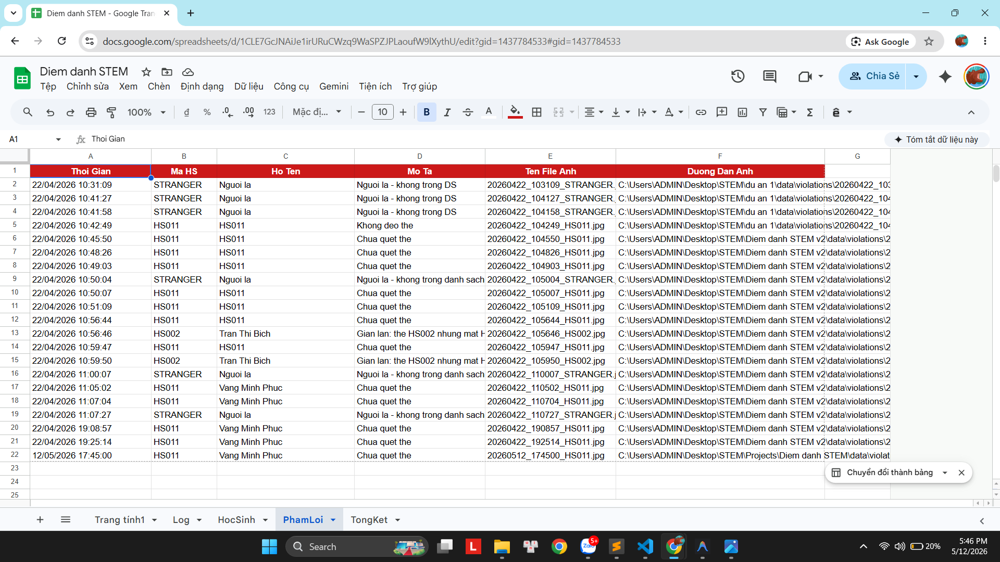 Diem danh STEM - Google Tran
docs.google.com/spreadsheets/d/1CLE7GcJNAiJe1irURuCWzq9WaSPZJPLaoufW9lXythU/edit?gid=1437784533#gid=1437784533
Ask Google
Diem danh STEM
Tệp Chỉnh sửa Xem Chèn Định dạng Dữ liệu Công cụ Gemini Tiện ích Trợ giúp
Chia Sẻ
100% ₫ % .0 .00 123 Mặc đị... 10 B I S A
A1 fx Thoi Gian
Tóm tắt dữ liệu này
A B C D E F G
1 Thoi Gian Ma HS Ho Ten Mo Ta Ten File Anh Duong Dan Anh
2 22/04/2026 10:31:09 STRANGER Nguoi la Nguoi la - khong trong DS 20260422_103109_STRANGER. C:\Users\ADMIN\Desktop\STEM\du an 1\data\violations\20260422_103
3 22/04/2026 10:41:27 STRANGER Nguoi la Nguoi la - khong trong DS 20260422_104127_STRANGER. C:\Users\ADMIN\Desktop\STEM\du an 1\data\violations\20260422_104
4 22/04/2026 10:41:58 STRANGER Nguoi la Nguoi la - khong trong DS 20260422_104158_STRANGER. C:\Users\ADMIN\Desktop\STEM\du an 1\data\violations\20260422_104
5 22/04/2026 10:42:49 HS011 HS011 Khong deo the 20260422_104249_HS011.jpg C:\Users\ADMIN\Desktop\STEM\du an 1\data\violations\20260422_104
6 22/04/2026 10:45:50 HS011 HS011 Chua quet the 20260422_104550_HS011.jpg C:\Users\ADMIN\Desktop\STEM\Diem danh STEM v2\data\violations\2
7 22/04/2026 10:48:26 HS011 HS011 Chua quet the 20260422_104826_HS011.jpg C:\Users\ADMIN\Desktop\STEM\Diem danh STEM v2\data\violations\2
8 22/04/2026 10:49:03 HS011 HS011 Chua quet the 20260422_104903_HS011.jpg C:\Users\ADMIN\Desktop\STEM\Diem danh STEM v2\data\violations\2
9 22/04/2026 10:50:04 STRANGER Nguoi la Nguoi la - khong trong danh sach 20260422_105004_STRANGER. C:\Users\ADMIN\Desktop\STEM\Diem danh STEM v2\data\violations\2
10 22/04/2026 10:50:07 HS011 HS011 Chua quet the 20260422_105007_HS011.jpg C:\Users\ADMIN\Desktop\STEM\Diem danh STEM v2\data\violations\2
11 22/04/2026 10:51:09 HS011 HS011 Chua quet the 20260422_105109_HS011.jpg C:\Users\ADMIN\Desktop\STEM\Diem danh STEM v2\data\violations\2
12 22/04/2026 10:56:44 HS011 HS011 Chua quet the 20260422_105644_HS011.jpg C:\Users\ADMIN\Desktop\STEM\Diem danh STEM v2\data\violations\2
13 22/04/2026 10:56:46 HS002 Tran Thi Bich Gian lan: the HS002 nhung mat H 20260422_105646_HS002.jpg C:\Users\ADMIN\Desktop\STEM\Diem danh STEM v2\data\violations\2
14 22/04/2026 10:59:47 HS011 HS011 Chua quet the 20260422_105947_HS011.jpg C:\Users\ADMIN\Desktop\STEM\Diem danh STEM v2\data\violations\2
15 22/04/2026 10:59:50 HS002 Tran Thi Bich Gian lan: the HS002 nhung mat H 20260422_105950_HS002.jpg C:\Users\ADMIN\Desktop\STEM\Diem danh STEM v2\data\violations\2
16 22/04/2026 11:00:07 STRANGER Nguoi la Nguoi la - khong trong danh sach 20260422_110007_STRANGER.j C:\Users\ADMIN\Desktop\STEM\Diem danh STEM v2\data\violations\2
17 22/04/2026 11:05:02 HS011 Vang Minh Phuc Chua quet the 20260422_110502_HS011.jpg C:\Users\ADMIN\Desktop\STEM\Diem danh STEM v2\data\violations\2
18 22/04/2026 11:07:04 HS011 Vang Minh Phuc Chua quet the 20260422_110704_HS011.jpg C:\Users\ADMIN\Desktop\STEM\Diem danh STEM v2\data\violations\2
19 22/04/2026 11:07:27 STRANGER Nguoi la Nguoi la - khong trong danh sach 20260422_110727_STRANGER.j C:\Users\ADMIN\Desktop\STEM\Diem danh STEM v2\data\violations\2
20 22/04/2026 19:08:57 HS011 Vang Minh Phuc Chua quet the 20260422_190857_HS011.jpg C:\Users\ADMIN\Desktop\STEM\Diem danh STEM v2\data\violations\2
21 22/04/2026 19:25:14 HS011 Vang Minh Phuc Chua quet the 20260422_192514_HS011.jpg C:\Users\ADMIN\Desktop\STEM\Diem danh STEM v2\data\violations\2
22 12/05/2026 17:45:00 HS011 Vang Minh Phuc Chua quet the 20260512_174500_HS011.jpg C:\Users\ADMIN\Desktop\STEM\Projects\Diem danh STEM\data\violat
23
24
25
Chuyển đổi thành bảng
Trang tính1 Log HocSinh PhamLoi TongKet
Search
L
Zalo 5+
20%
5:46 PM
5/12/2026